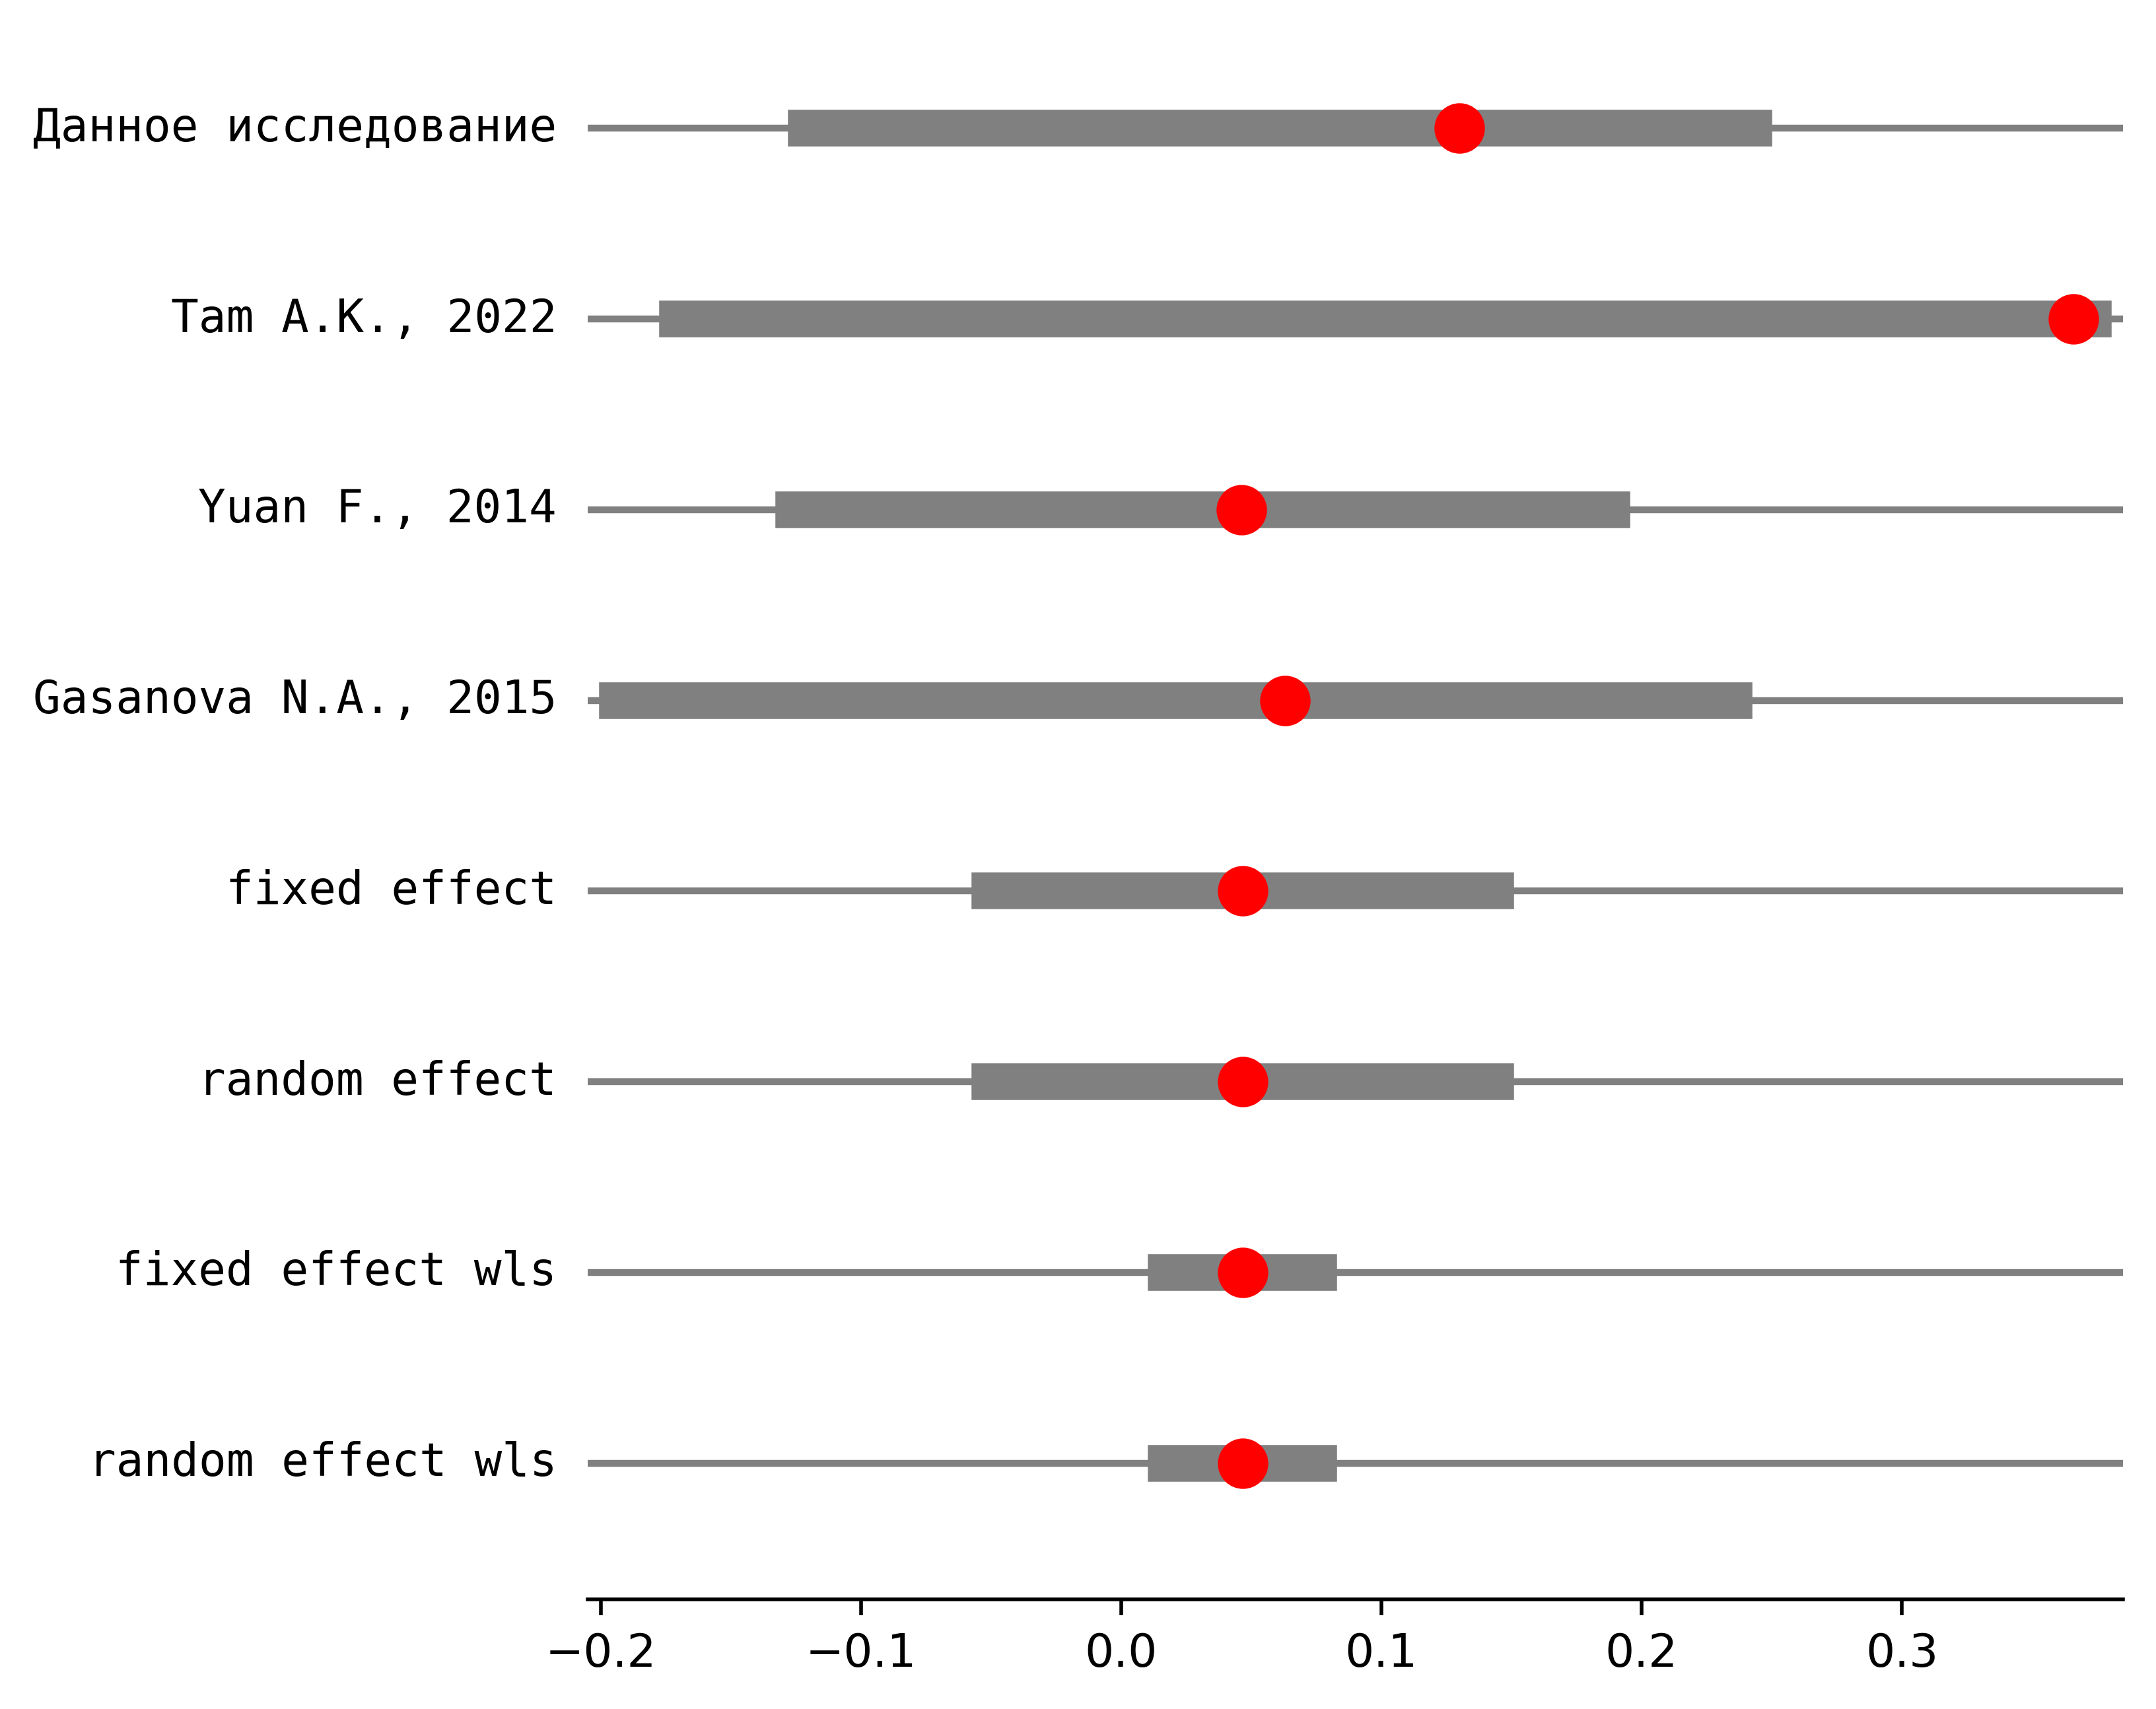 Данное исследование
Tam A.K., 2022
Yuan F., 2014
Gasanova N.A., 2015
fixed effect
random effect
fixed effect wls
random effect wls
−0.2 −0.1 0.0 0.1 0.2 0.3